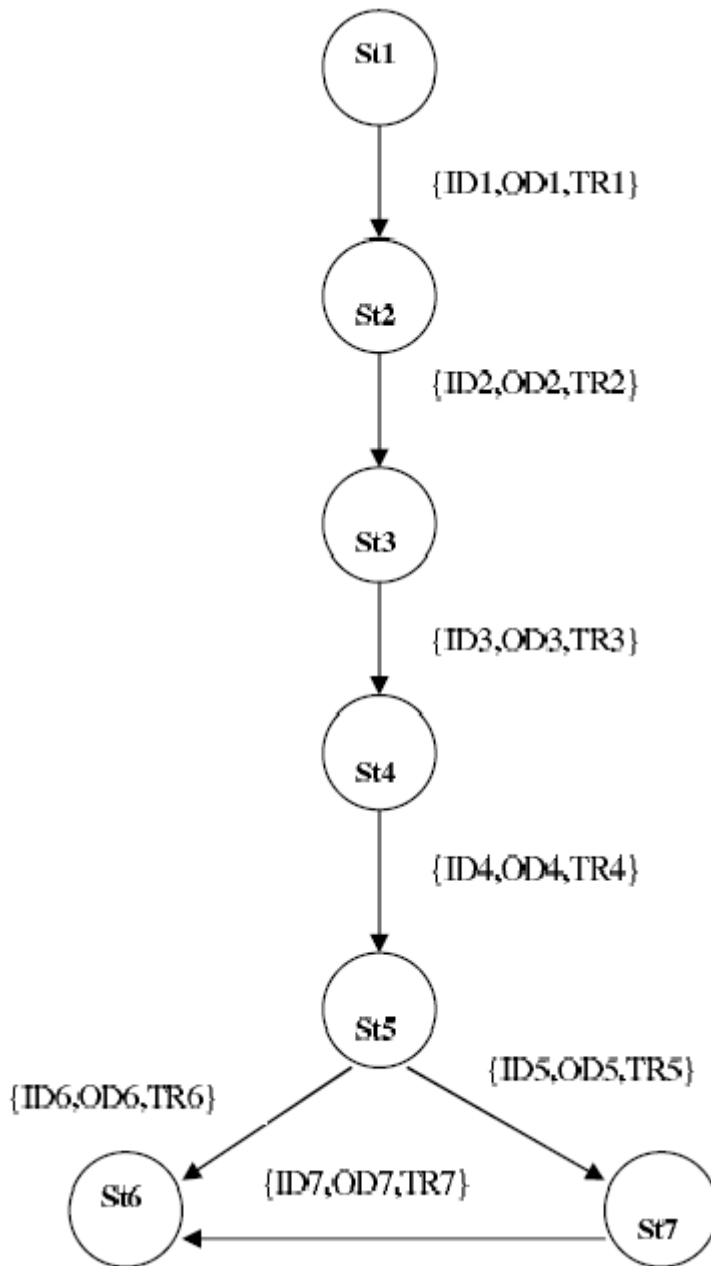 St1
{ID1,OD1,TR1}
St2
{ID2,OD2,TR2}
St3
{ID3,OD3,TR3}
St4
{ID4,OD4,TR4}
St5
{ID6,OD6,TR6}
{ID5,OD5,TR5}
St6
{ID7,OD7,TR7}
St7